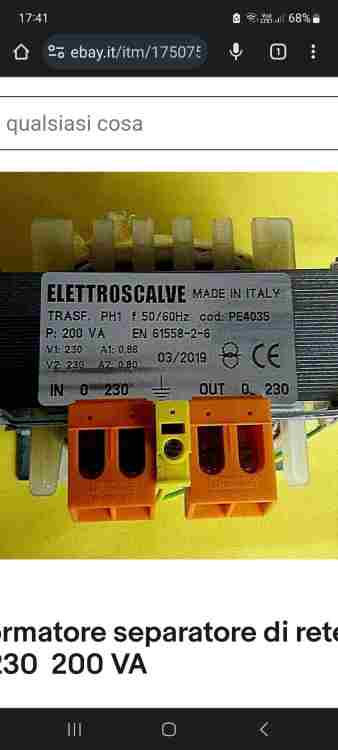 17:41
68%
ebay.it/itm/175075
1
qualsiasi cosa
ELETTROSCALVE MADE IN ITALY
TRASF. PH1 f 50/60Hz cod. PE4035
P: 200 VA EN 61558-2-6
V1: 230 A1: 0,86
03/2019 CE
V2: 230 A2: 0,80
IN 0 230 OUT 0 230
ormatore separatore di rete
230 200 VA